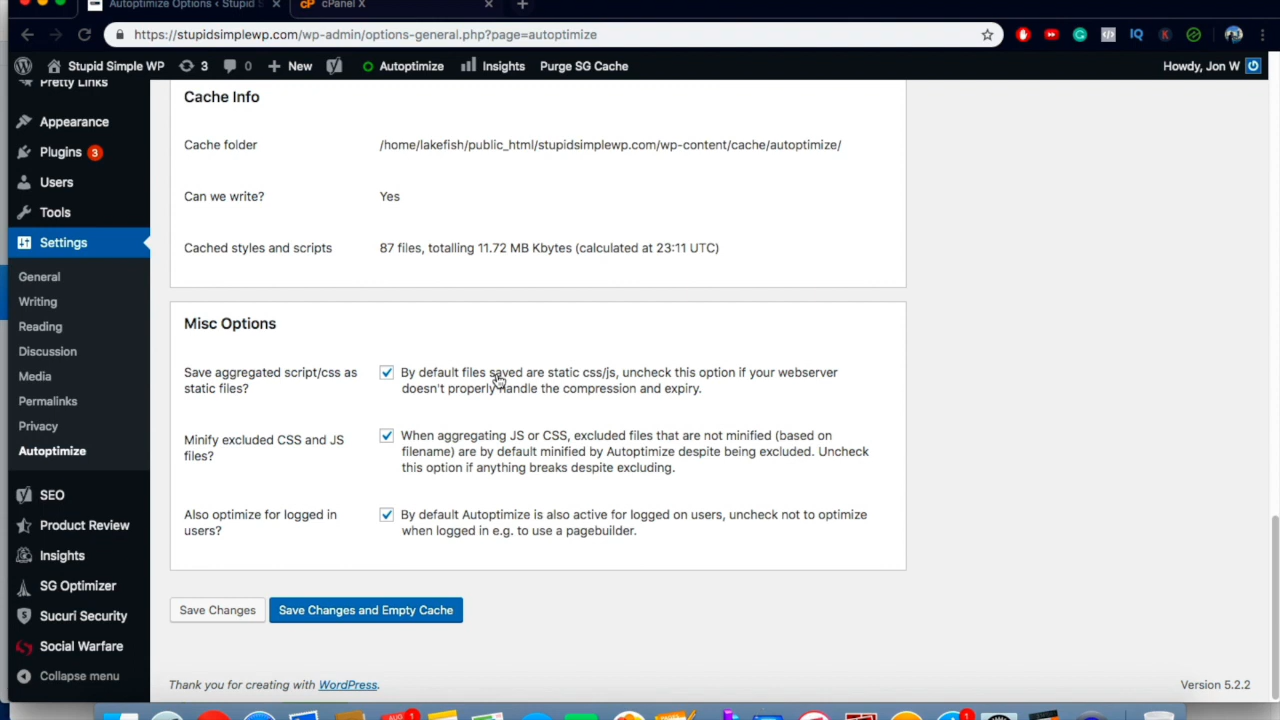 Autoptimize Options ‹ Stupid S
cPanel X
https://stupidsimplewp.com/wp-admin/options-general.php?page=autoptimize
IQ
K
Stupid Simple WP
3
0
New
Autoptimize
Insights
Purge SG Cache
Howdy, Jon W
Pretty Links
Appearance
Plugins 3
Users
Tools
Settings
General
Writing
Reading
Discussion
Media
Permalinks
Privacy
Autoptimize
SEO
Product Review
Insights
SG Optimizer
Sucuri Security
Social Warfare
Collapse menu
Cache Info
Cache folder
/home/lakefish/public_html/stupidsimplewp.com/wp-content/cache/autoptimize/
Can we write?
Yes
Cached styles and scripts
87 files, totalling 11.72 MB Kbytes (calculated at 23:11 UTC)
Misc Options
Save aggregated script/css as
static files?
By default files saved are static css/js, uncheck this option if your webserver
doesn't properly handle the compression and expiry.
Minify excluded CSS and JS
files?
When aggregating JS or CSS, excluded files that are not minified (based on
filename) are by default minified by Autoptimize despite being excluded. Uncheck
this option if anything breaks despite excluding.
Also optimize for logged in
users?
By default Autoptimize is also active for logged on users, uncheck not to optimize
when logged in e.g. to use a pagebuilder.
Save Changes
Save Changes and Empty Cache
Thank you for creating with WordPress.
Version 5.2.2
AUG
1
1